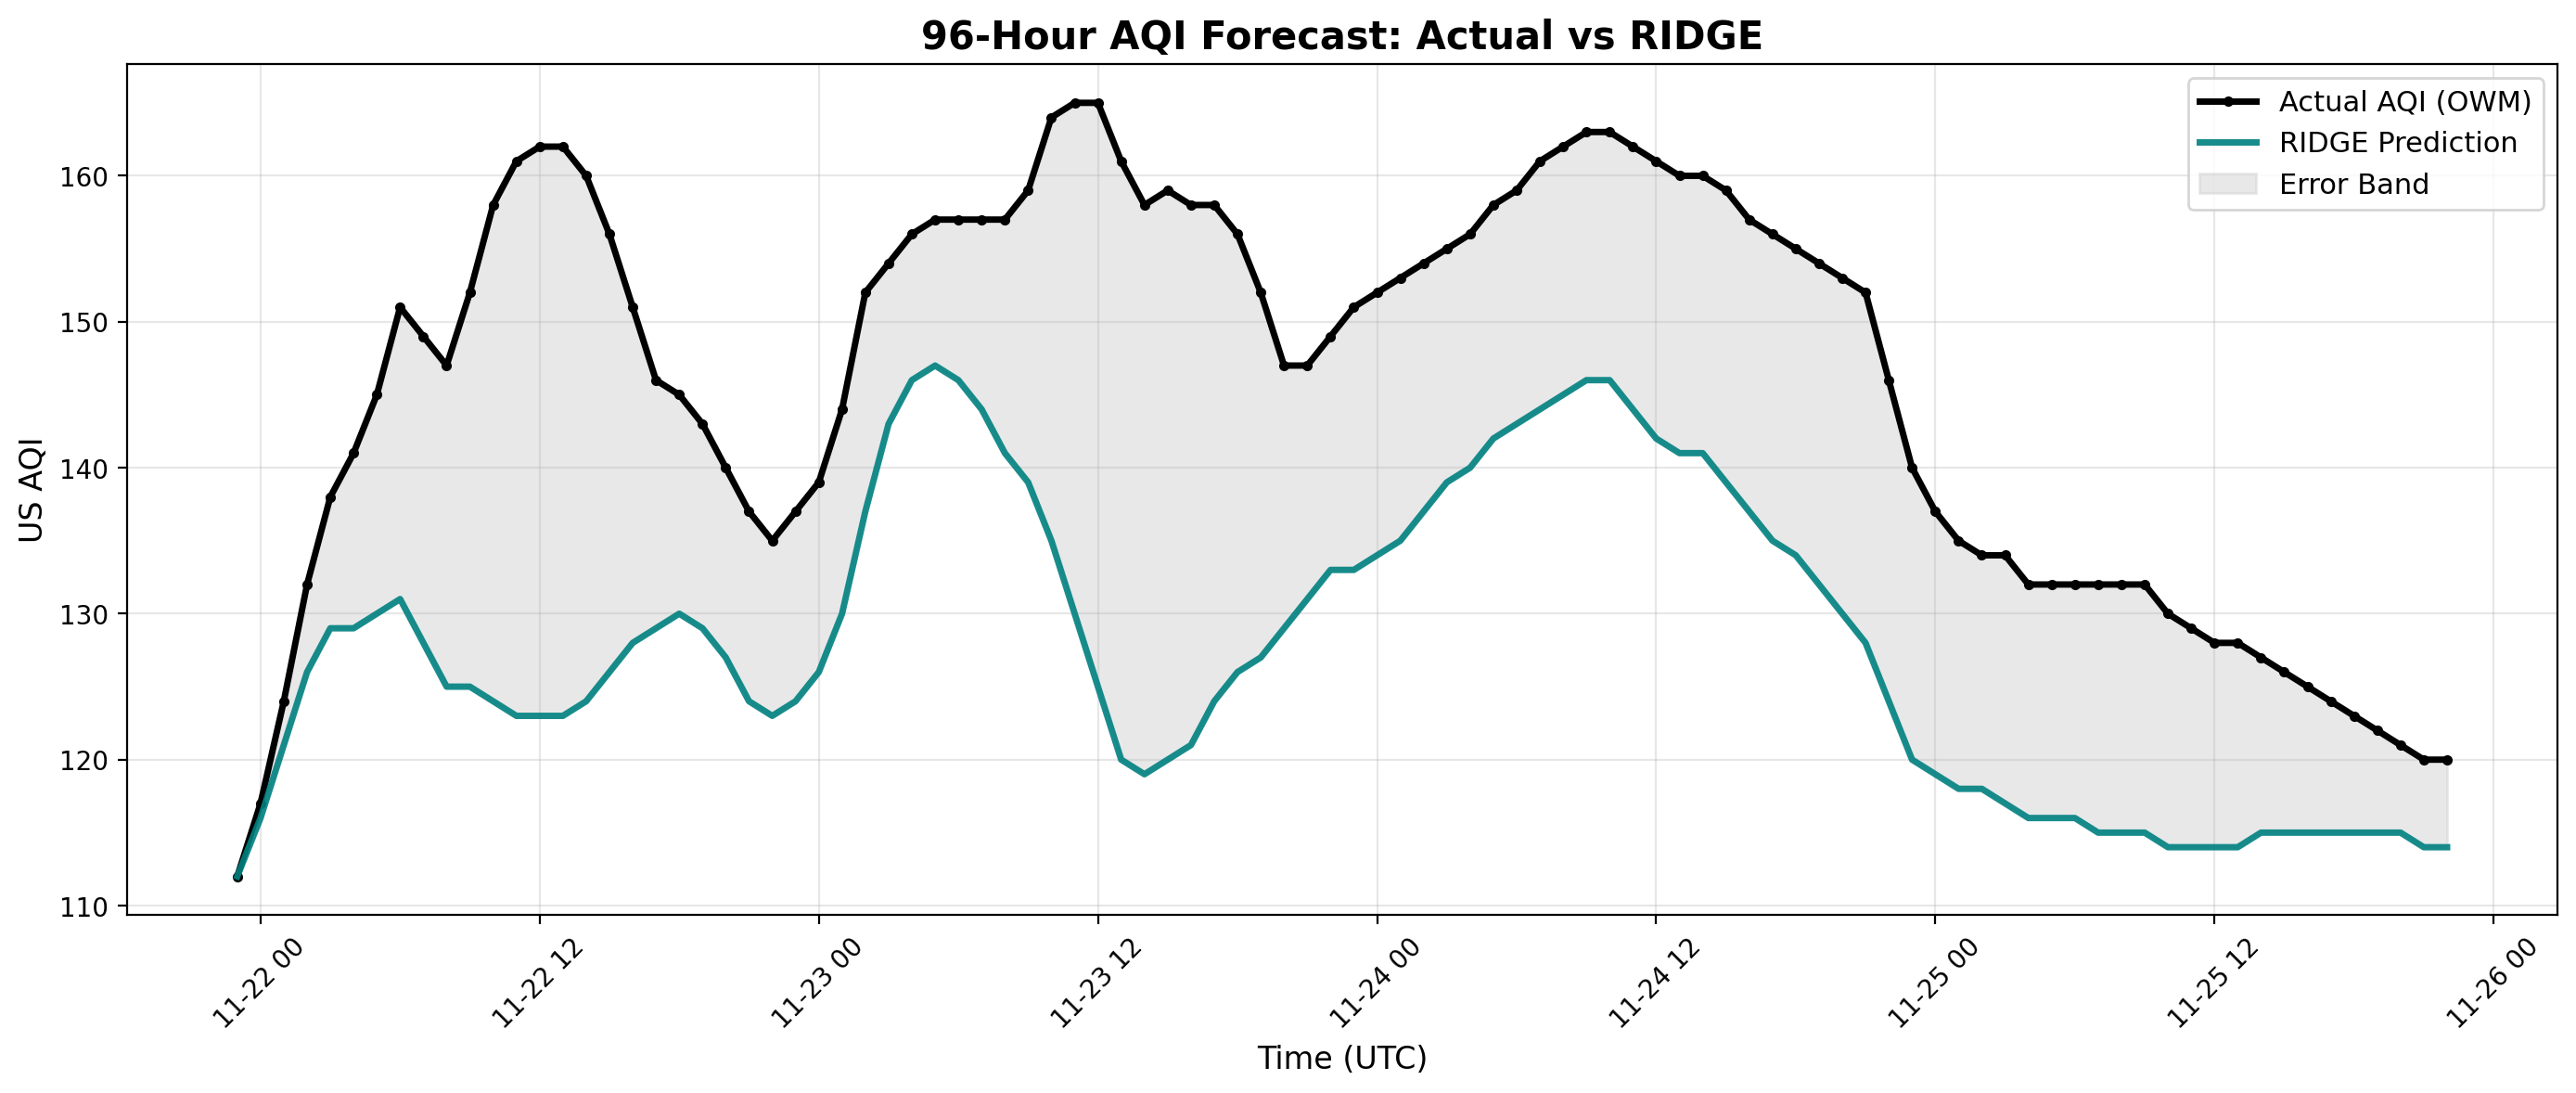 96-Hour AQI Forecast: Actual vs RIDGE
Actual AQI (OWM)
RIDGE Prediction
Error Band
US AQI
160
150
140
130
120
110
11-22 00
11-22 12
11-23 00
11-23 12
11-24 00
11-24 12
11-25 00
11-25 12
11-26 00
Time (UTC)